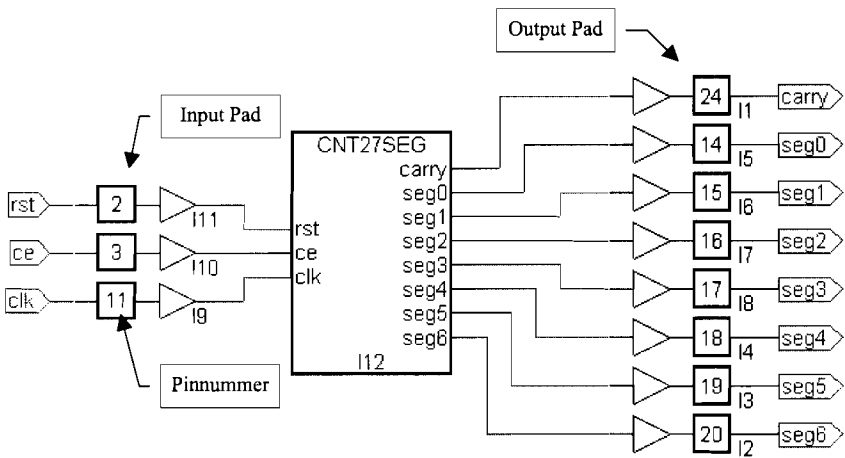 Output Pad
Input Pad
24 I1 carry
14 I5 seg0
15 I6 seg1
16 I7 seg2
17 I8 seg3
18 I4 seg4
19 I3 seg5
20 I2 seg6
CNT27SEG
carry
seg0
seg1
seg2
seg3
seg4
seg5
seg6
rst
ce
clk
I12
rst 2 I11
ce 3 I10
clk 11 I9
Pinnummer